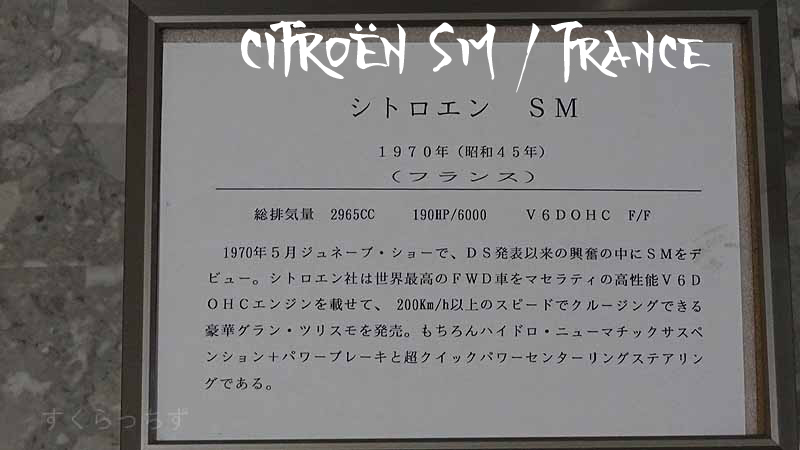 CITROËN SM / FRANCE
シトロエン　ＳＭ
１９７０年（昭和４５年）
（フランス）
総排気量　2965CC　190HP/6000　Ｖ６ＤＯＨＣ　Ｆ/Ｆ
1970年５月ジュネーブ・ショーで、ＤＳ発表以来の興奮の中にＳＭをデ
ビュー。シトロエン社は世界最高のＦＷＤ車をマセラティの高性能Ｖ６Ｄ
ＯＨＣエンジンを載せて、 200Km/h以上のスピードでクルージングできる
豪華グラン・ツリスモを発売。もちろんハイドロ・ニューマチックサスペ
ンション＋パワーブレーキと超クイックパワーセンターリングステアリン
グである。
すくらっちず